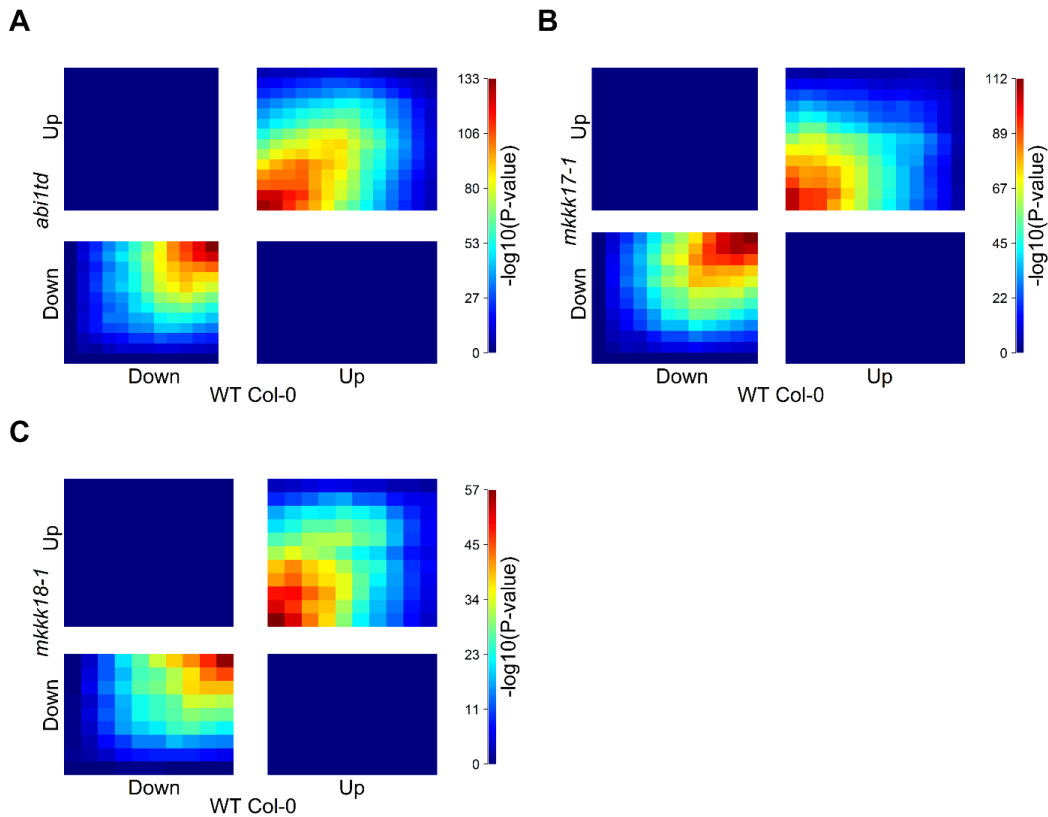 A
Up
abi1td
Down
Down
Up
WT Col-0
133
106
80
53
27
0
-log10(P-value)
B
Up
mkkk17-1
Down
Down
Up
WT Col-0
112
89
67
45
22
0
-log10(P-value)
C
Up
mkkk18-1
Down
Down
Up
WT Col-0
57
45
34
23
11
0
-log10(P-value)